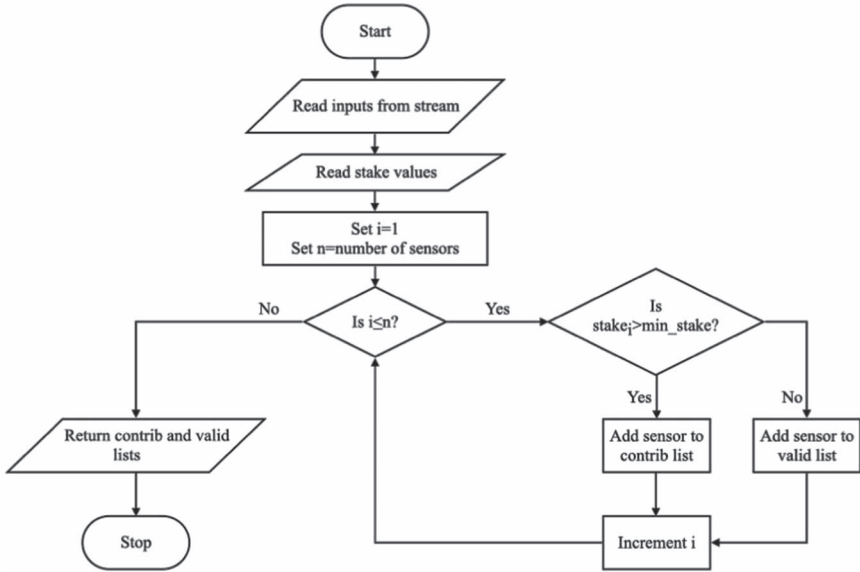 Start
Read inputs from stream
Read stake values
Set i=1
Set n=number of sensors
No
Is i≤n?
Yes
Is
stakeᵢ>min_stake?
Yes
No
Return contrib and valid
lists
Add sensor to
contrib list
Add sensor to
valid list
Stop
Increment i